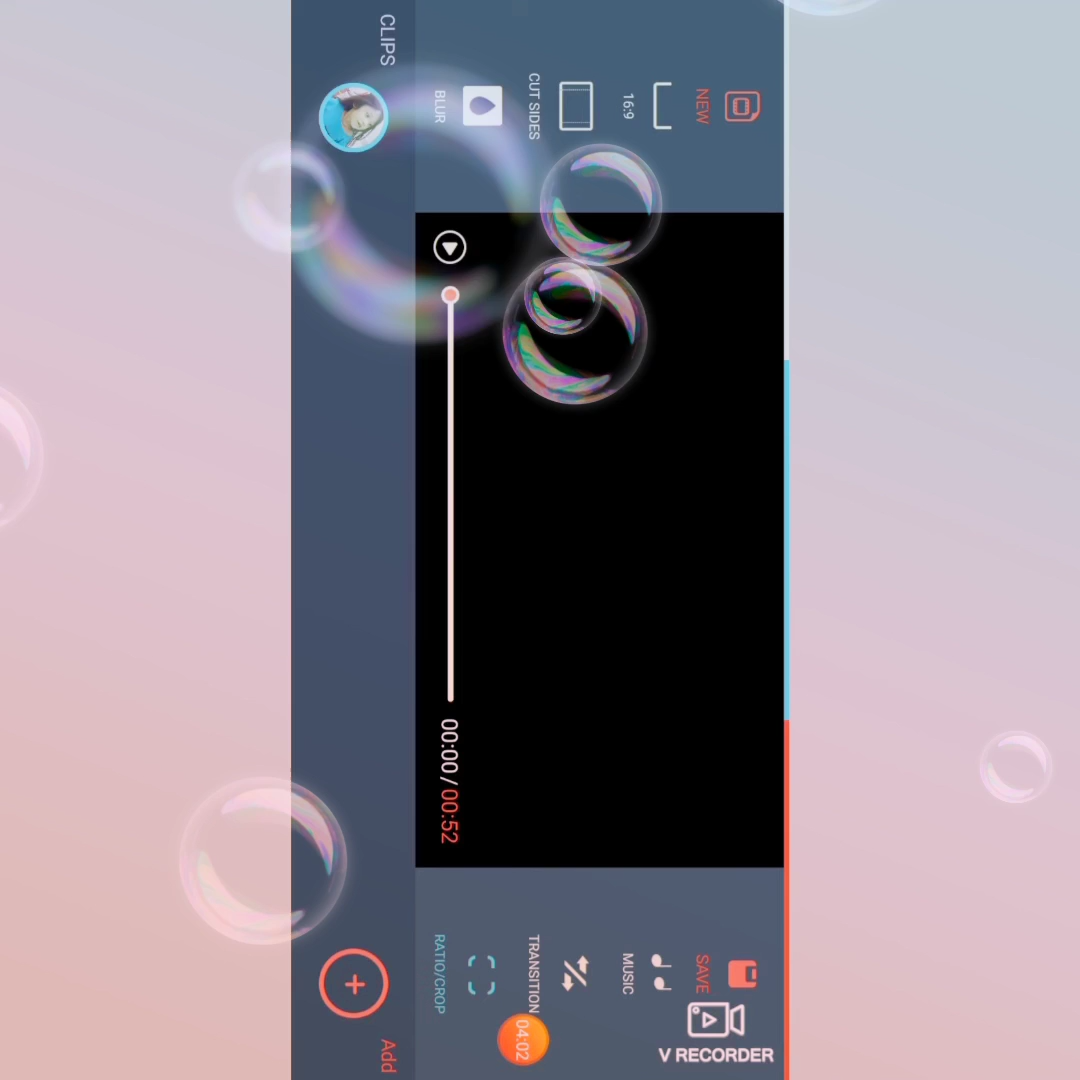 NEW
16:9
CUT SIDES
BLUR
CLIPS
00:00 / 00:52
SAVE
MUSIC
TRANSITION
RATIO/CROP
Add
04:02
V RECORDER